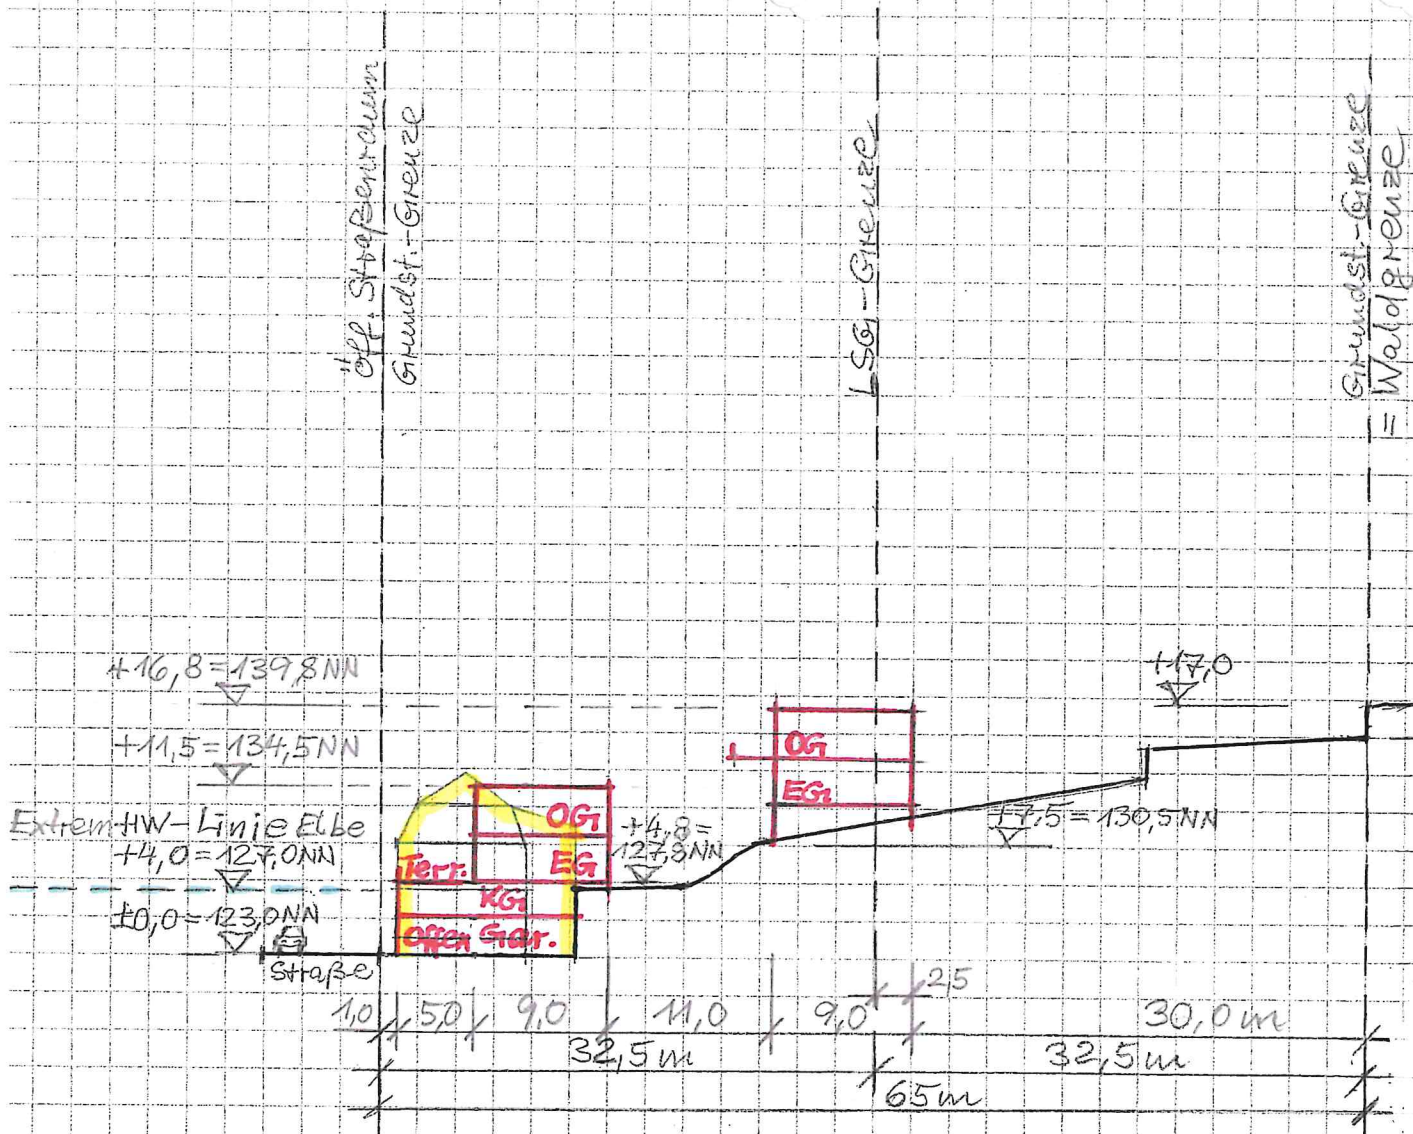 Öff. Straßenraum
Grundst.-Grenze
LSG-Grenze
Grundst.-Grenze
= Waldgrenze
+16,8=139,8NN
+17,0
+11,5=134,5NN
OG
EG
Extrem-HW-Linie Elbe
+4,0=127,0NN
OG
+4,8=
127,8NN
+7,5=130,5NN
Terr.
EG
KG
±0,0=123,0NN
Offen Gar.
Straße
1,0
5,0
9,0
11,0
9,0
2,5
30,0m
32,5m
32,5m
65m